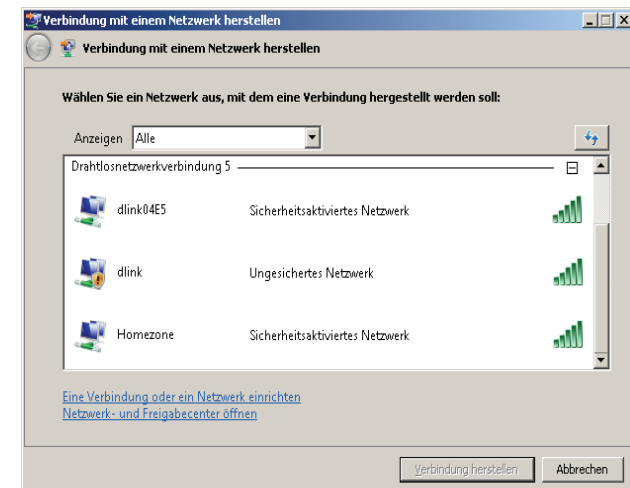 Verbindung mit einem Netzwerk herstellen
Verbindung mit einem Netzwerk herstellen
Wählen Sie ein Netzwerk aus, mit dem eine Verbindung hergestellt werden soll:
Anzeigen Alle
Drahtlosnetzwerkverbindung 5
dlink04E5 Sicherheitsaktiviertes Netzwerk
dlink Ungesichertes Netzwerk
Homezone Sicherheitsaktiviertes Netzwerk
Eine Verbindung oder ein Netzwerk einrichten
Netzwerk- und Freigabecenter öffnen
Verbindung herstellen Abbrechen